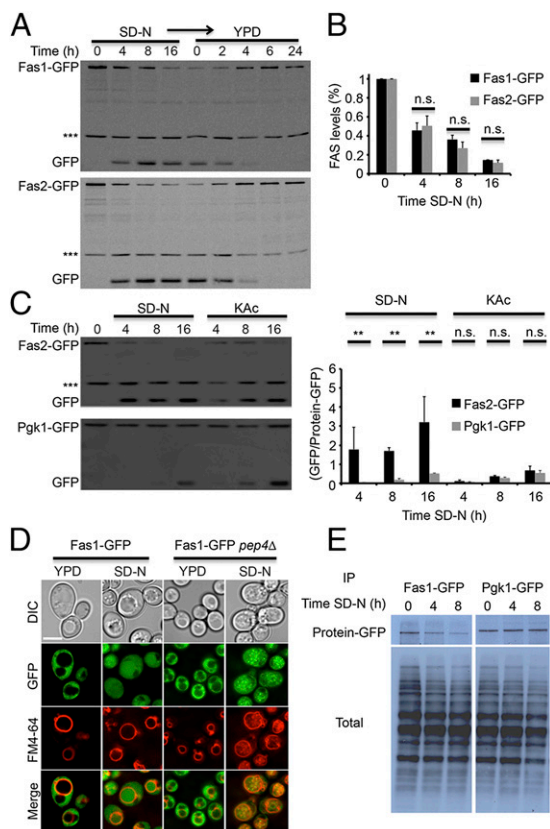 A
SD-N YPD
Time (h) 0 4 8 16 0 2 4 6 24
Fas1-GFP
***
GFP
Fas2-GFP
***
GFP
B
Fas1-GFP
Fas2-GFP
n.s.
n.s.
n.s.
FAS levels (%)
1
0.8
0.6
0.4
0.2
0
0 4 8 16
Time SD-N (h)
C
SD-N KAc
Time (h) 0 4 8 16 4 8 16
Fas2-GFP
***
GFP
Pgk1-GFP
GFP
SD-N KAc
** ** ** n.s. n.s. n.s.
(GFP/Protein-GFP)
5
4
3
2
1
0
Fas2-GFP
Pgk1-GFP
4 8 16 4 8 16
Time SD-N (h)
D
Fas1-GFP Fas1-GFP pep4Δ
YPD SD-N YPD SD-N
DIC
GFP
FM4-64
Merge
E
IP Fas1-GFP Pgk1-GFP
Time SD-N (h) 0 4 8 0 4 8
Protein-GFP
Total